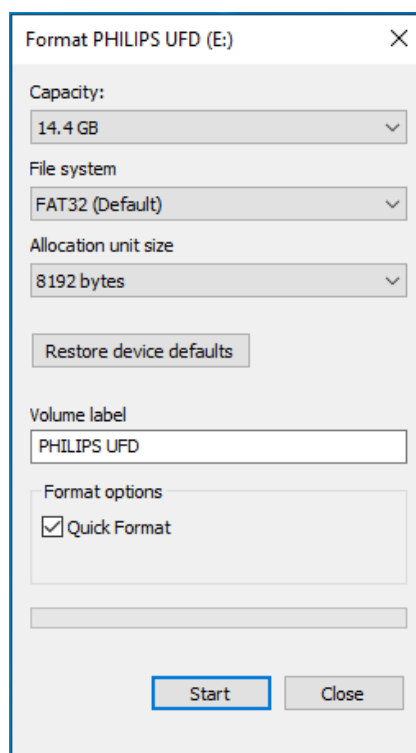 Format PHILIPS UFD (E:)
Capacity:
14.4 GB
File system
FAT32 (Default)
Allocation unit size
8192 bytes
Restore device defaults
Volume label
PHILIPS UFD
Format options
Quick Format
Start Close